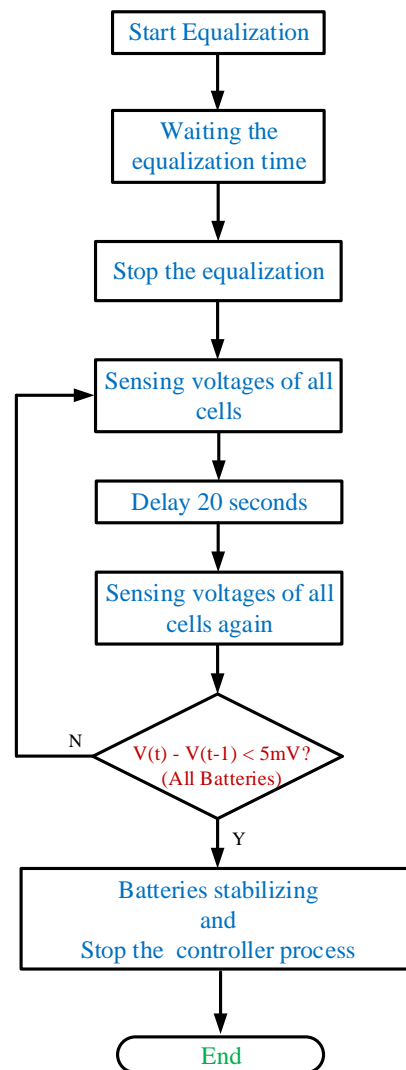 Start Equalization
Waiting the
equalization time
Stop the equalization
Sensing voltages of all
cells
Delay 20 seconds
Sensing voltages of all
cells again
N
V(t) - V(t-1) < 5mV?
(All Batteries)
Y
Batteries stabilizing
and
Stop the controller process
End